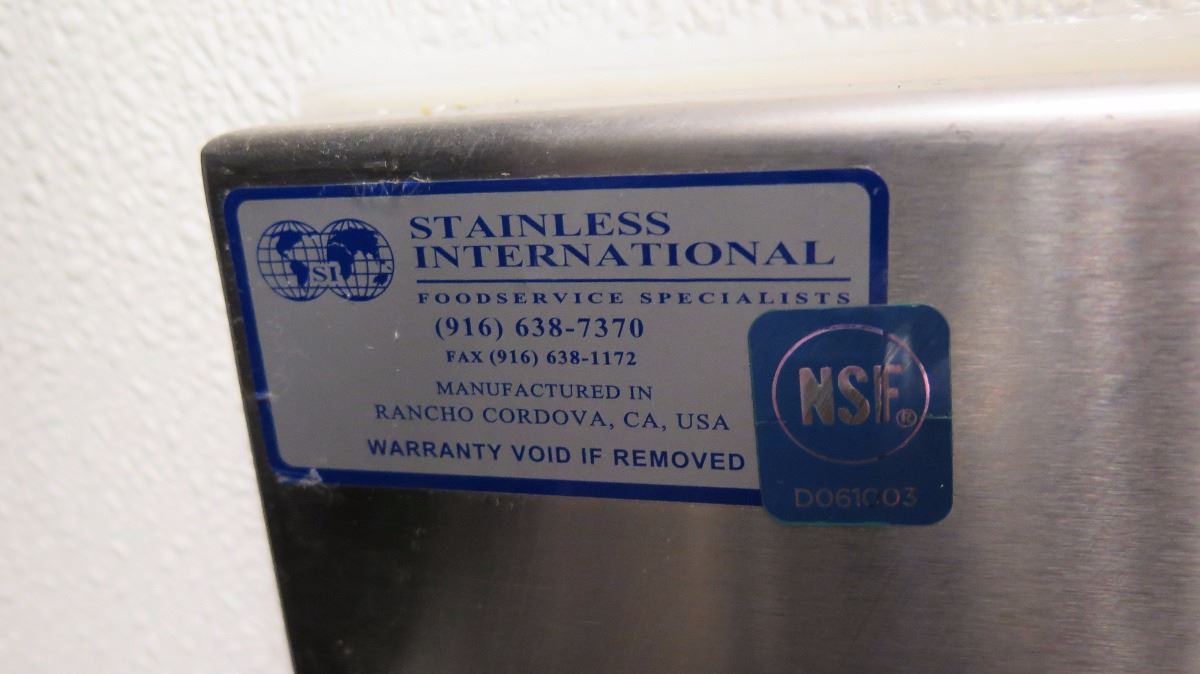 STAINLESS
INTERNATIONAL
SI
FOODSERVICE SPECIALISTS
(916) 638-7370
FAX (916) 638-1172
MANUFACTURED IN
RANCHO CORDOVA, CA, USA
WARRANTY VOID IF REMOVED
NSF®
D061C03